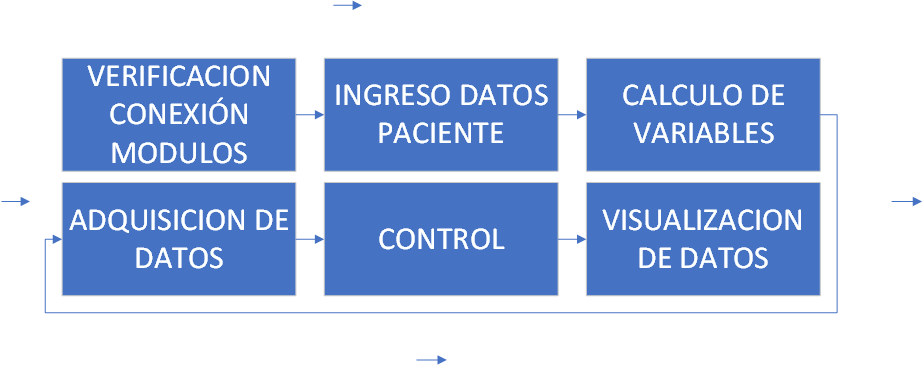 VERIFICACION
CONEXIÓN
MODULOS
INGRESO DATOS
PACIENTE
CALCULO DE
VARIABLES
ADQUISICION DE
DATOS
CONTROL
VISUALIZACION
DE DATOS